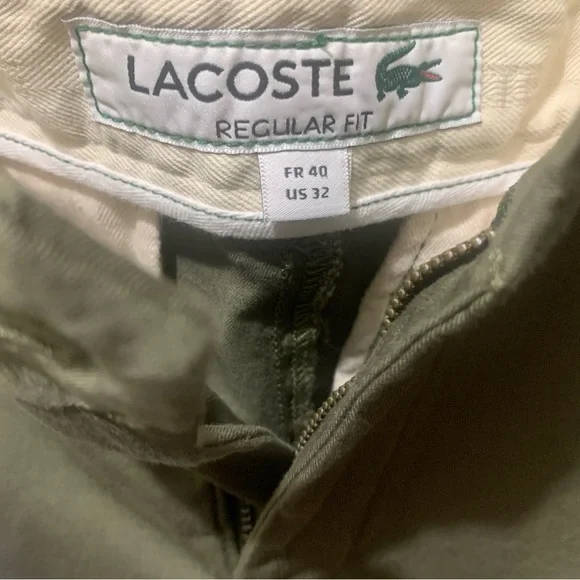 LACOSTE
REGULAR FIT
FR 40
US 32